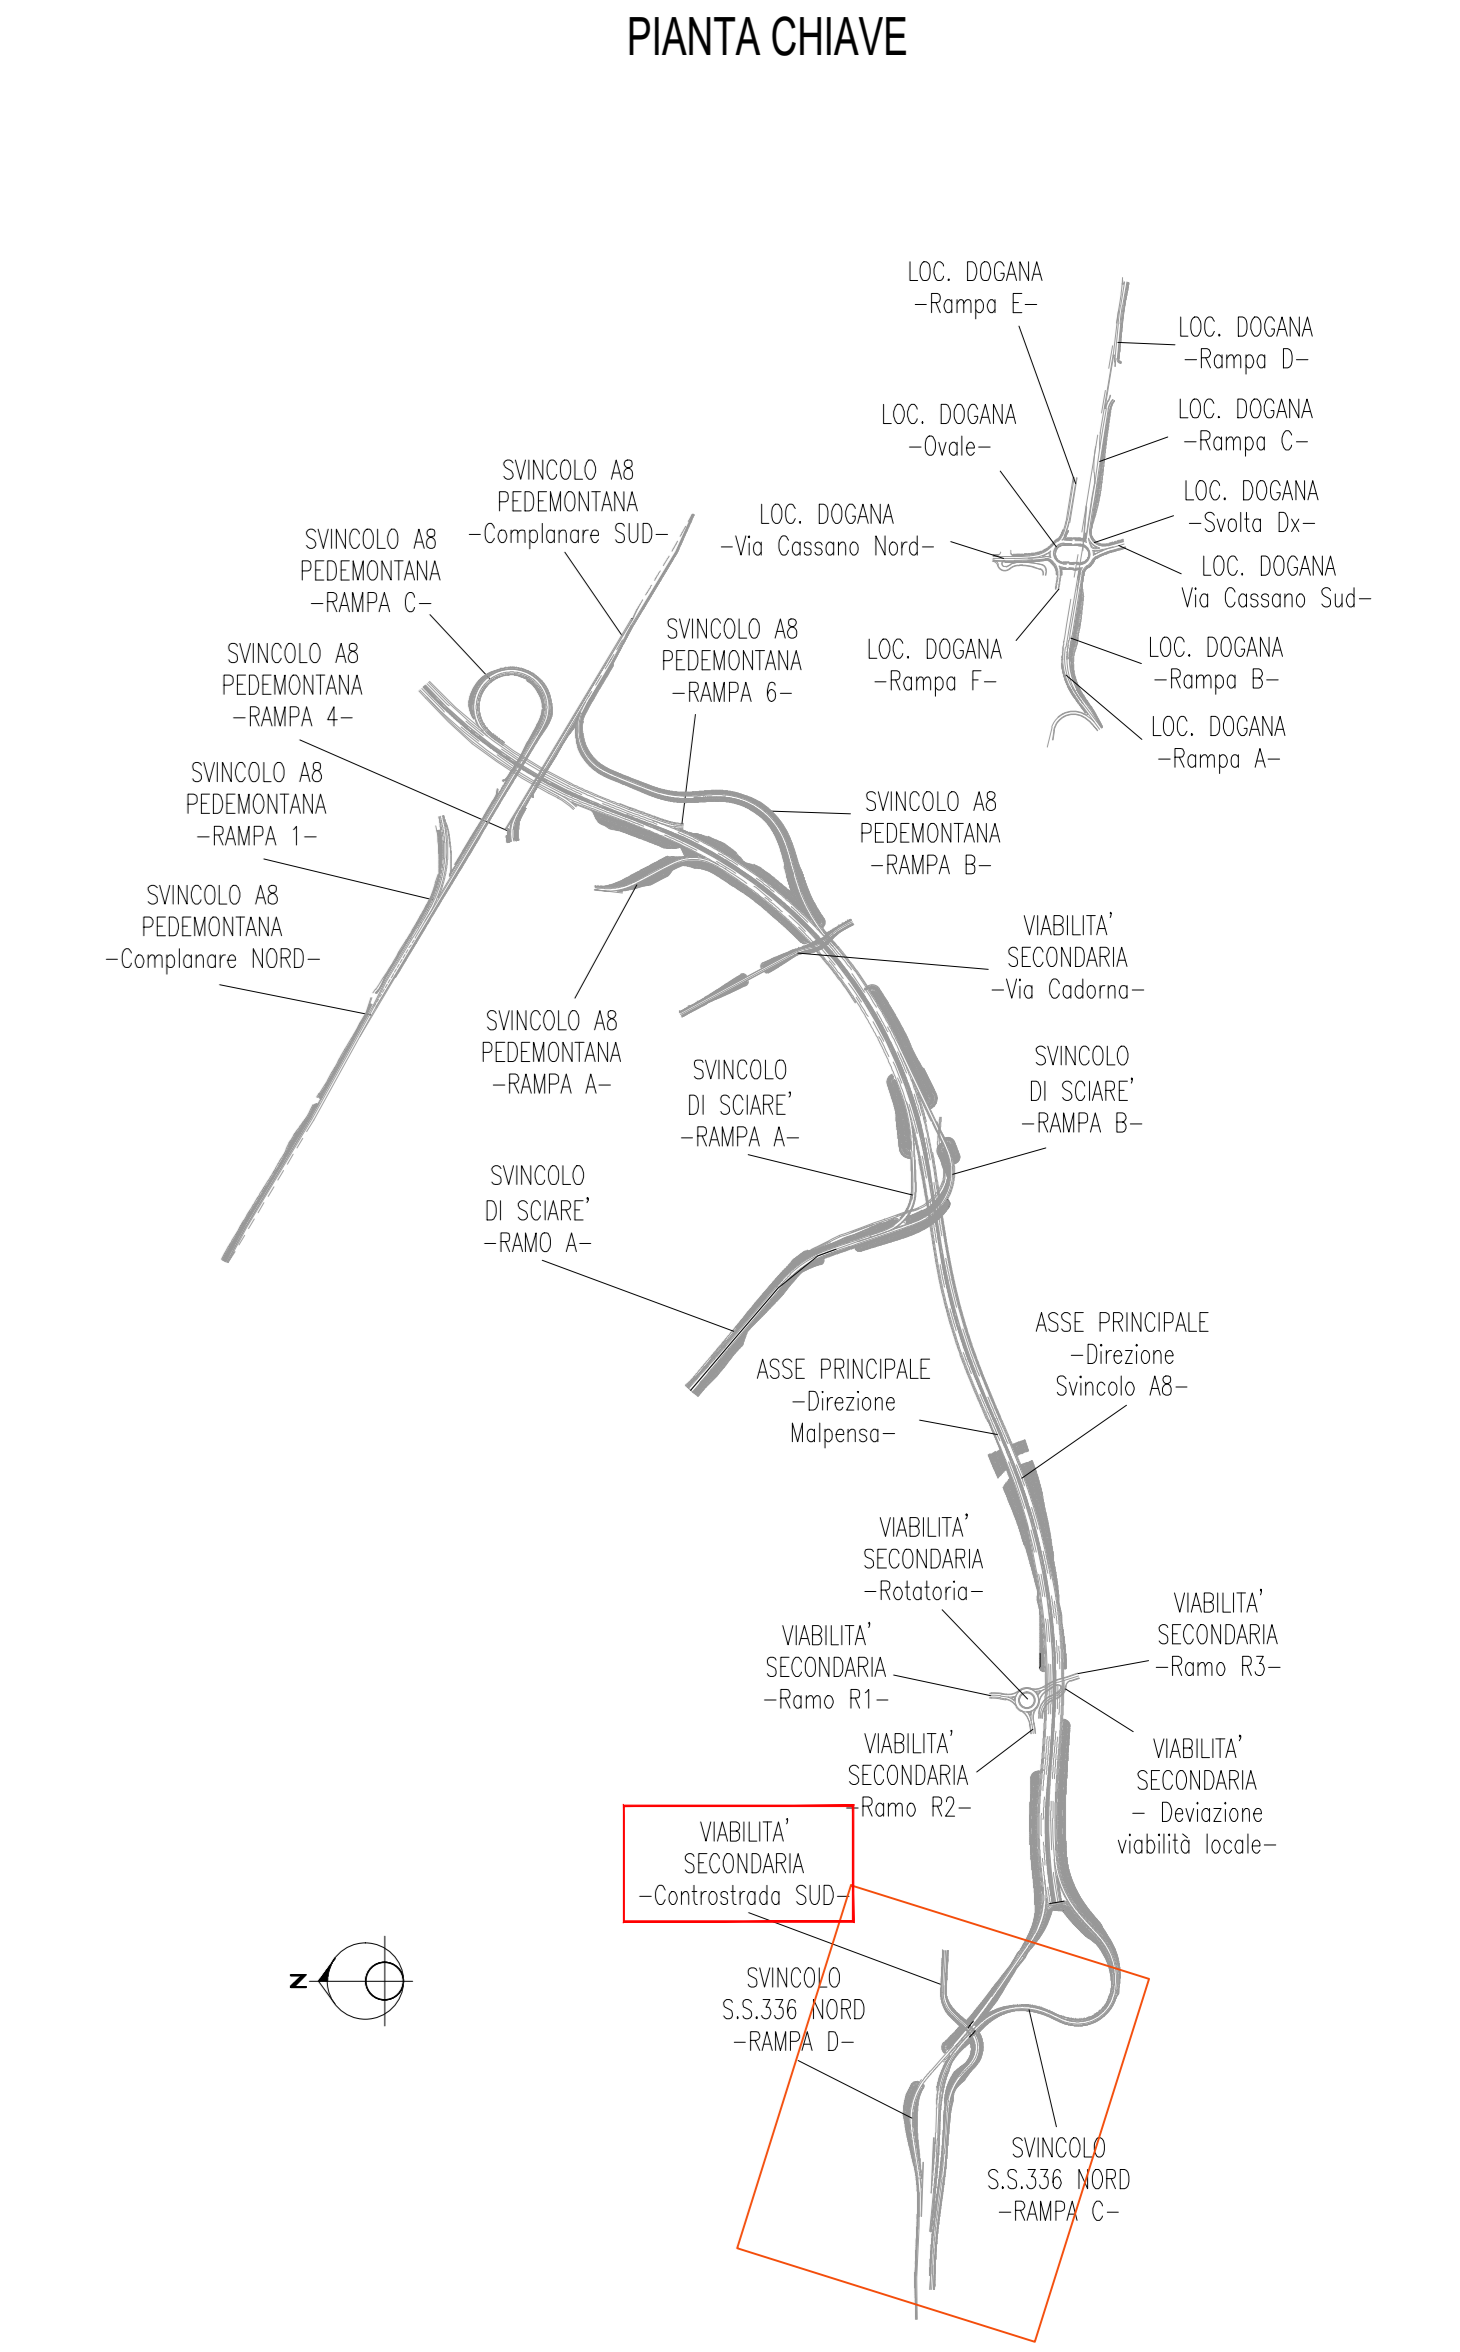 PIANTA CHIAVE
LOC. DOGANA
-Rampa E-
LOC. DOGANA
-Rampa D-
LOC. DOGANA
-Ovale-
LOC. DOGANA
-Rampa C-
SVINCOLO A8
PEDEMONTANA
-Complanare SUD-
LOC. DOGANA
-Svolta Dx-
LOC. DOGANA
-Via Cassano Nord-
SVINCOLO A8
PEDEMONTANA
-RAMPA C-
LOC. DOGANA
Via Cassano Sud-
SVINCOLO A8
PEDEMONTANA
-RAMPA 6-
LOC. DOGANA
-Rampa F-
LOC. DOGANA
-Rampa B-
SVINCOLO A8
PEDEMONTANA
-RAMPA 4-
LOC. DOGANA
-Rampa A-
SVINCOLO A8
PEDEMONTANA
-RAMPA 1-
SVINCOLO A8
PEDEMONTANA
-RAMPA B-
SVINCOLO A8
PEDEMONTANA
-Complanare NORD-
VIABILITA'
SECONDARIA
-Via Cadorna-
SVINCOLO A8
PEDEMONTANA
-RAMPA A-
SVINCOLO
DI SCIARE'
-RAMPA A-
SVINCOLO
DI SCIARE'
-RAMPA B-
SVINCOLO
DI SCIARE'
-RAMO A-
ASSE PRINCIPALE
-Direzione
Svincolo A8-
ASSE PRINCIPALE
-Direzione
Malpensa-
VIABILITA'
SECONDARIA
-Rotatoria-
VIABILITA'
SECONDARIA
-Ramo R3-
VIABILITA'
SECONDARIA
-Ramo R1-
VIABILITA'
SECONDARIA
-Ramo R2-
VIABILITA'
SECONDARIA
- Deviazione
viabilità locale-
VIABILITA'
SECONDARIA
-Controstrada SUD-
N
SVINCOLO
S.S.336 NORD
-RAMPA D-
SVINCOLO
S.S.336 NORD
-RAMPA C-